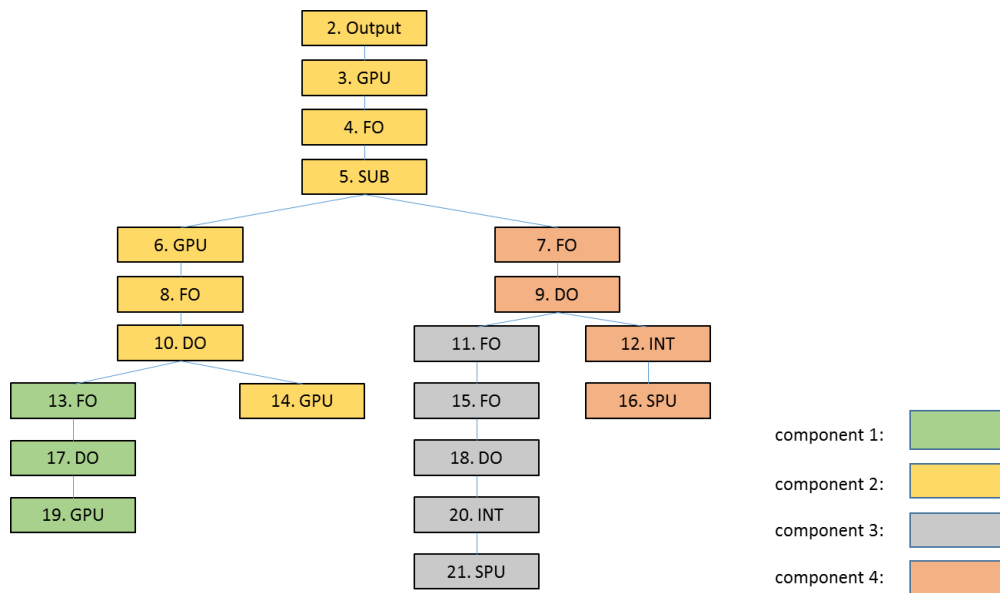 2. Output
3. GPU
4. FO
5. SUB
6. GPU
7. FO
8. FO
9. DO
10. DO
11. FO
12. INT
13. FO
14. GPU
15. FO
16. SPU
17. DO
18. DO
19. GPU
20. INT
21. SPU
component 1:
component 2:
component 3:
component 4: